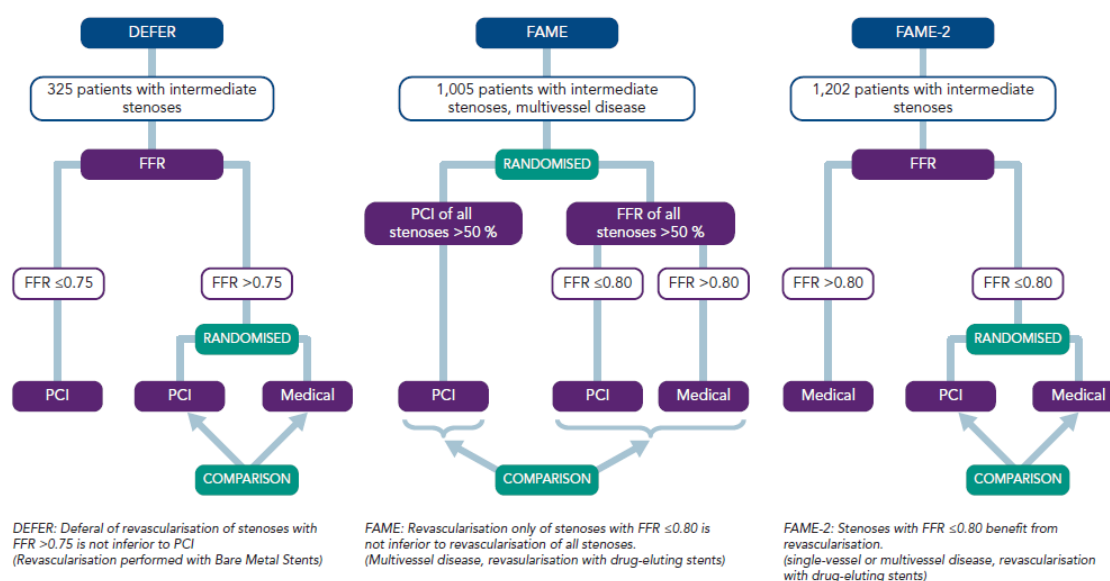 DEFER
325 patients with intermediate
stenoses
FFR
FFR ≤0.75
FFR >0.75
RANDOMISED
PCI
PCI
Medical
COMPARISON
DEFER: Deferal of revascularisation of stenoses with
FFR >0.75 is not inferior to PCI
(Revascularisation performed with Bare Metal Stents)
FAME
1,005 patients with intermediate
stenoses, multivessel disease
RANDOMISED
PCI of all
stenoses >50 %
FFR of all
stenoses >50 %
FFR ≤0.80
FFR >0.80
PCI
PCI
Medical
COMPARISON
FAME: Revascularisation only of stenoses with FFR ≤0.80 is
not inferior to revascularisation of all stenoses.
(Multivessel disease, revasularisation with drug-eluting stents)
FAME-2
1,202 patients with intermediate
stenoses
FFR
FFR >0.80
FFR ≤0.80
RANDOMISED
Medical
PCI
Medical
COMPARISON
FAME-2: Stenoses with FFR ≤0.80 benefit from
revascularisation.
(single-vessel or multivessel disease, revascularisation
with drug-eluting stents)